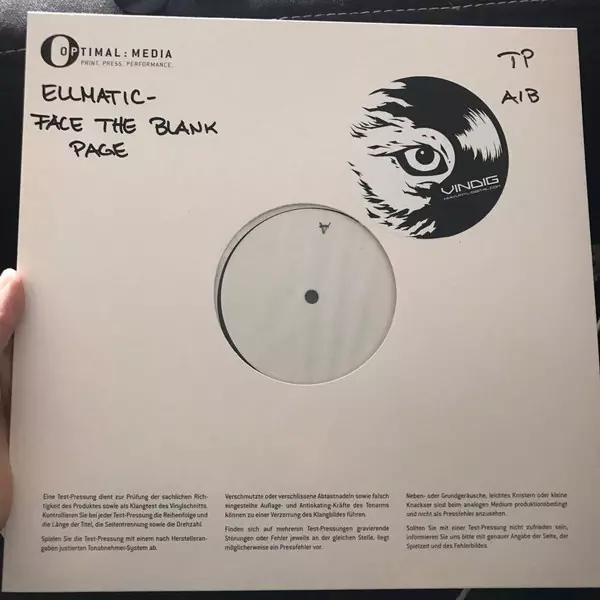 OPTIMAL : MEDIA
PRINT. PRESS. PERFORMANCE.
ELLMATIC-
FACE THE BLANK
PAGE
TP
A/B
VINDIG
A
Eine Test-Pressung dient zur Prüfung der sachlichen Rich-
tigkeit des Produktes sowie als Klangtest des Vinylschnitts.
Kontrollieren Sie bei jeder Test-Pressung die Reihenfolge und
die Länge der Titel, die Seitentrennung sowie die Drehzahl.
Spielen Sie die Test-Pressung mit einem nach Herstelleran-
gaben justierten Tonabnehmer-System ab.
Verschmutzte oder verschlissene Abtastnadeln sowie falsch
eingestellte Auflage- und Antiskating-Kräfte des Tonarms
können zu einer Verzerrung des Klangbildes führen.
Finden sich auf mehreren Test-Pressungen gravierende
Störungen oder Fehler jeweils an der gleichen Stelle, liegt
möglicherweise ein Pressfehler vor.
Neben- oder Grundgeräusche, leichtes Knistern oder kleine
Knackser sind beim analogen Medium produktionsbedingt
und nicht als Pressfehler anzusehen.
Sollten Sie mit einer Test-Pressung nicht zufrieden sein,
informieren Sie uns bitte mit genauer Angabe der Seite, der
Spielzeit und des Fehlerbildes.